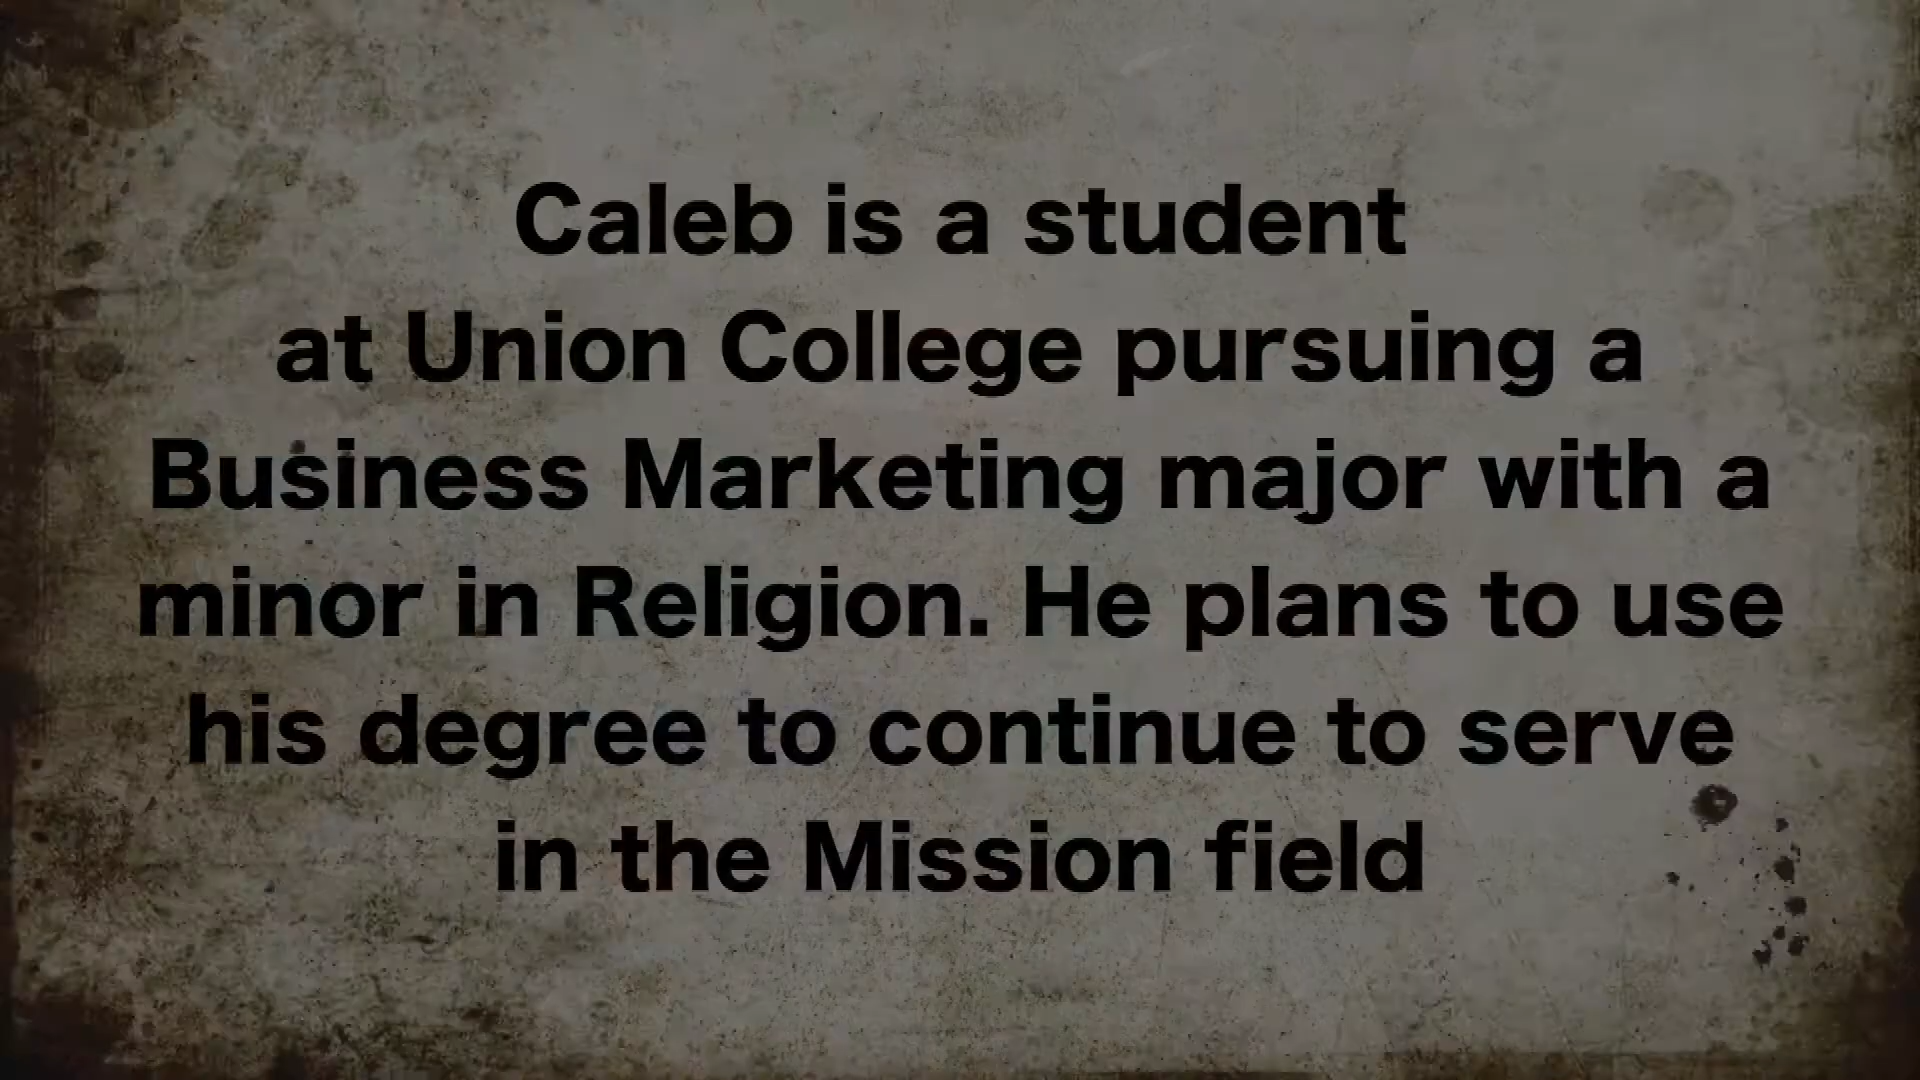 Caleb is a student
at Union College pursuing a
Business Marketing major with a
minor in Religion. He plans to use
his degree to continue to serve
in the Mission field